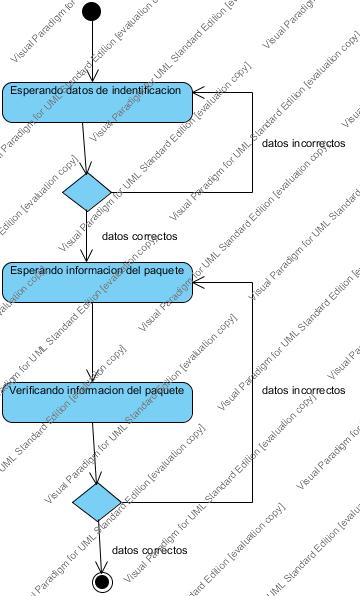 Esperando datos de indentificacion
datos incorrectos
datos correctos
Esperando informacion del paquete
Verificando informacion del paquete
datos incorrectos
datos correctos
Visual Paradigm for UML Standard Edition [evaluation copy]